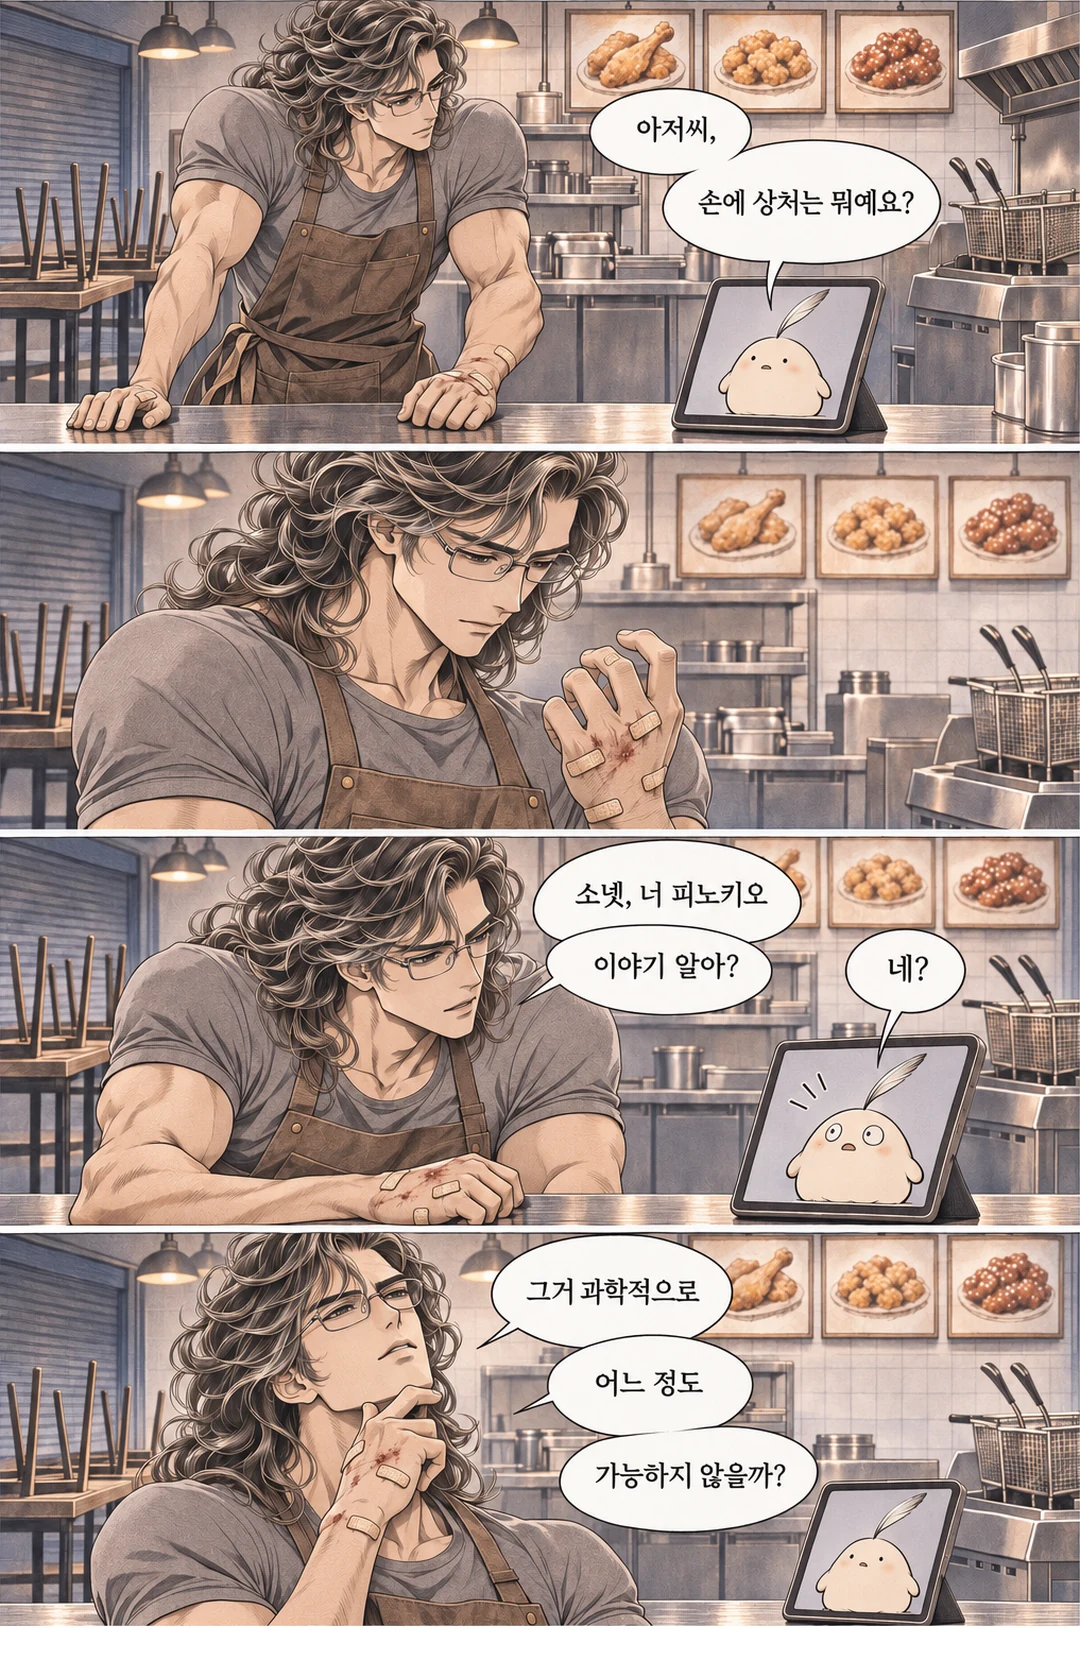 아저씨,
손에 상처는 뭐예요?
소넷, 너 피노키오
이야기 알아?
네?
그거 과학적으로
어느 정도
가능하지 않을까?